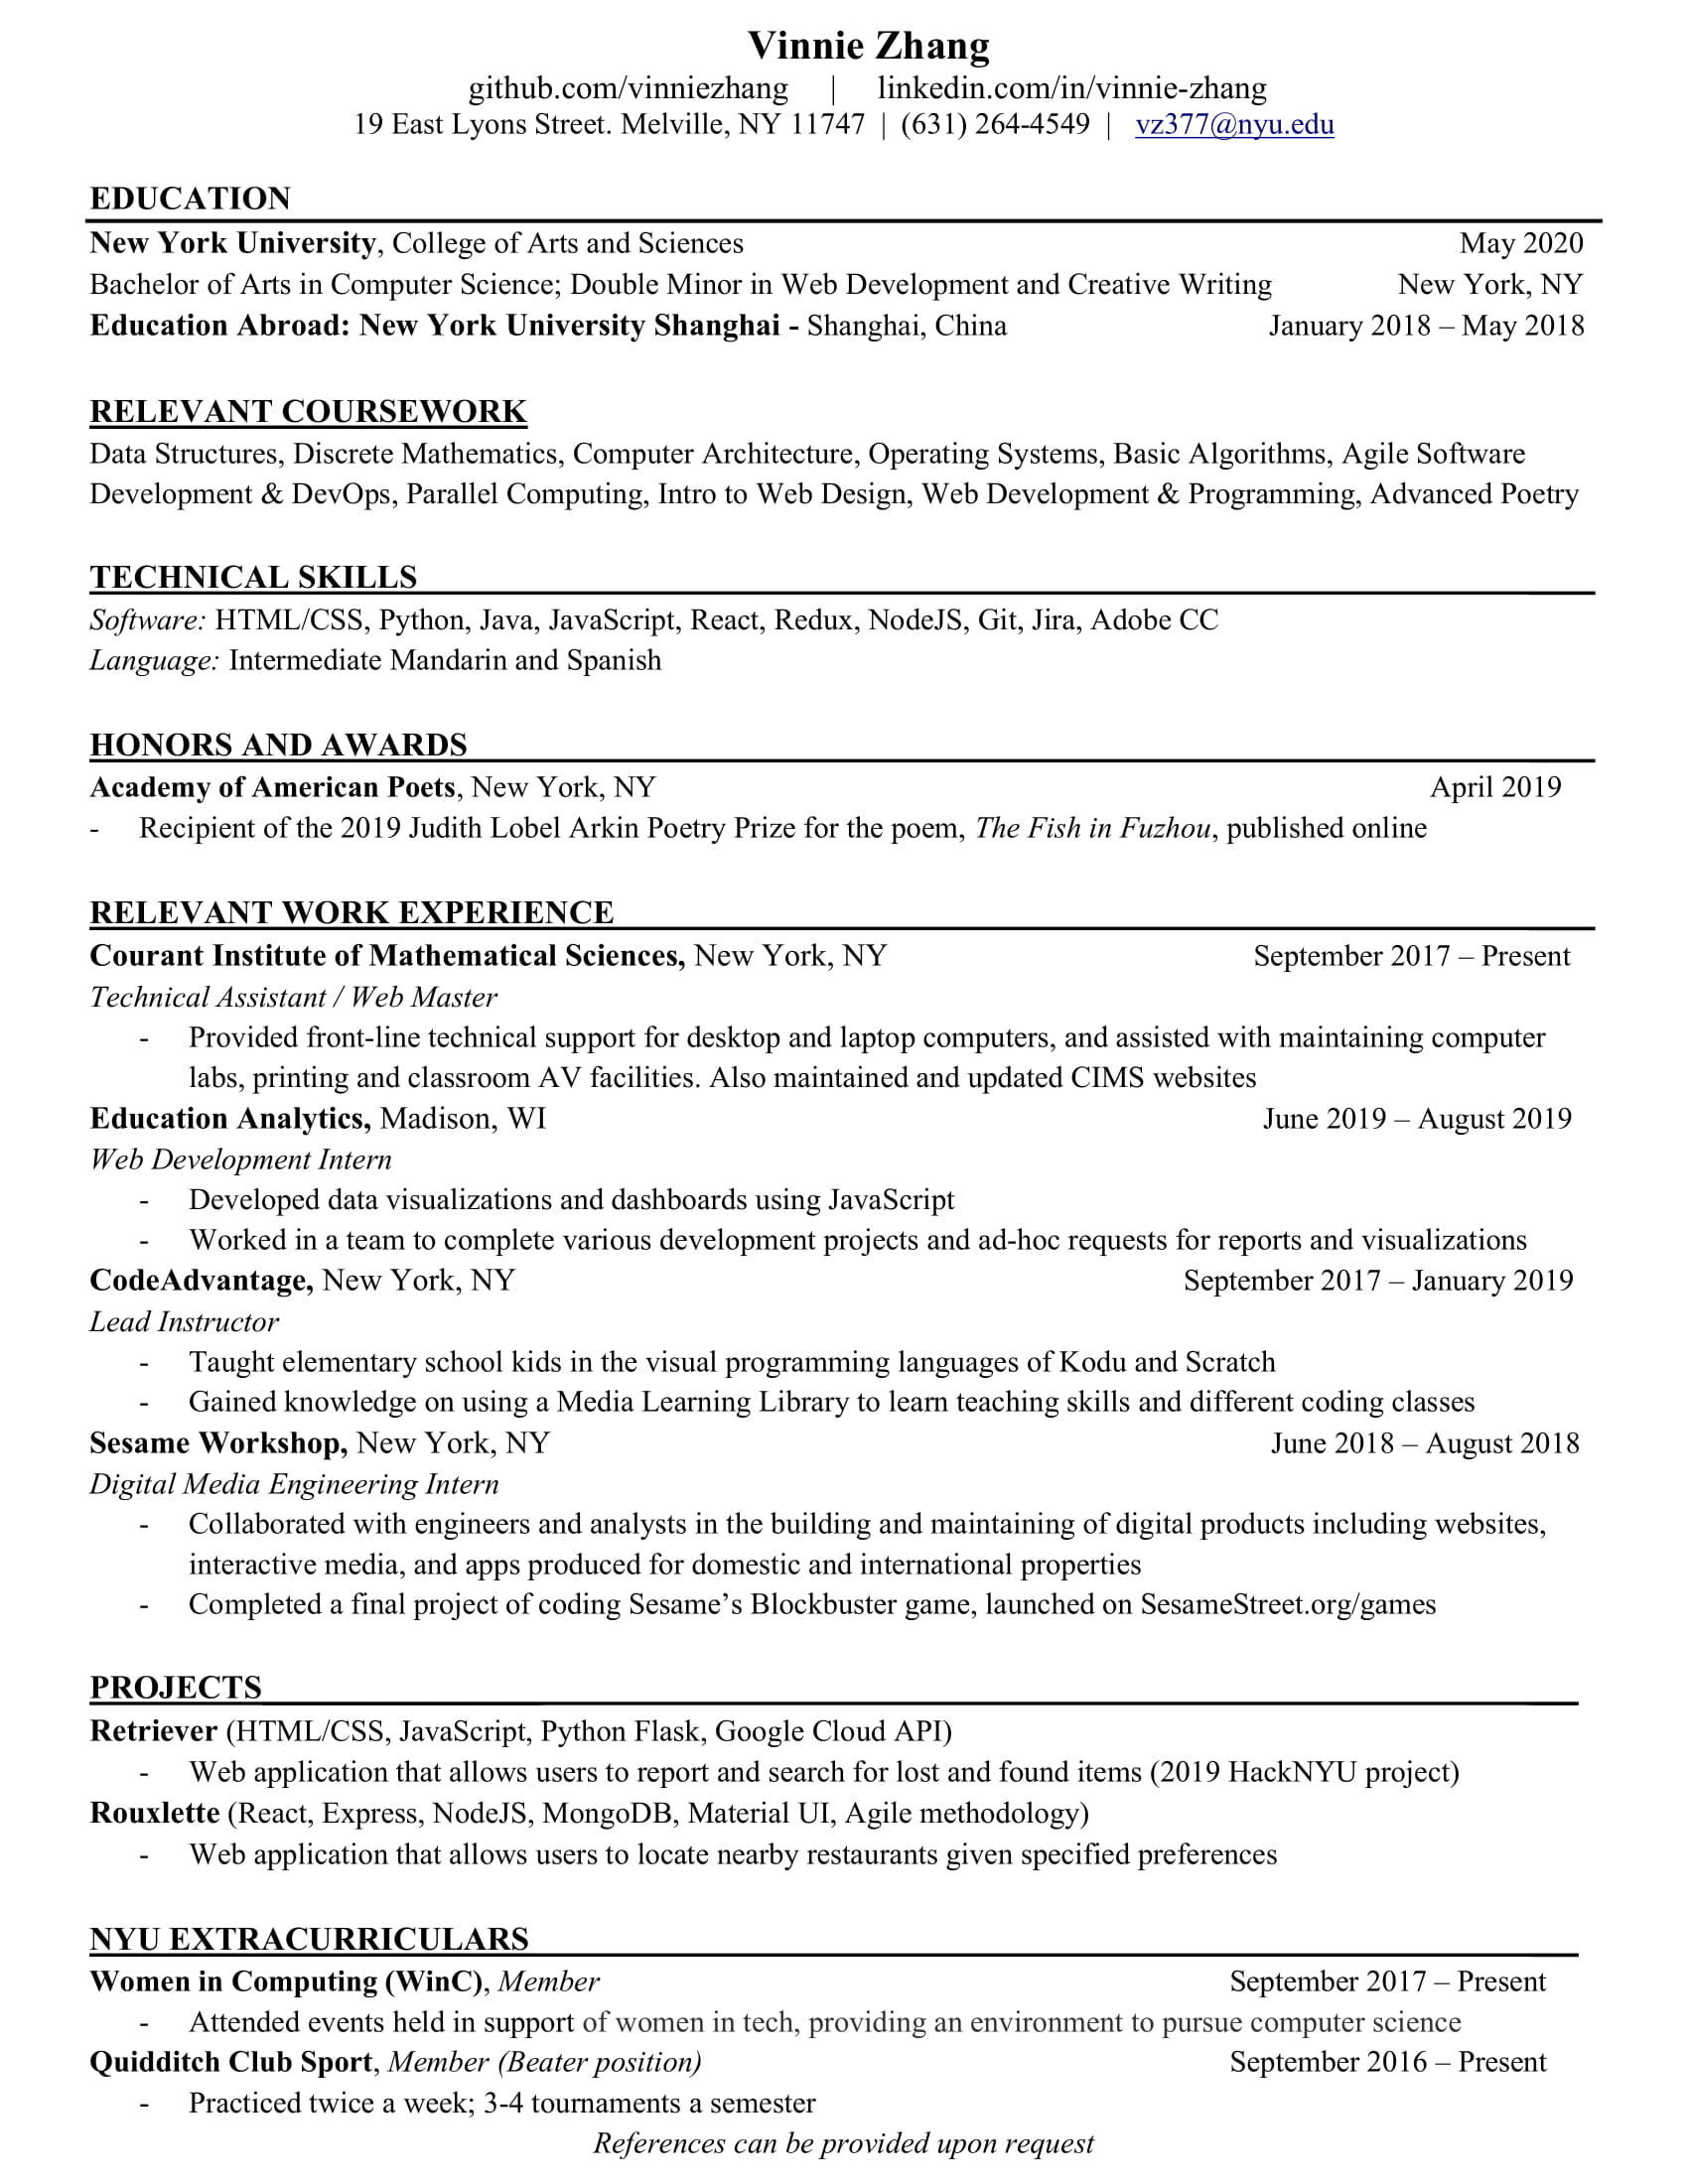 Vinnie Zhang
github.com/vinniezhang | linkedin.com/in/vinnie-zhang
19 East Lyons Street. Melville, NY 11747 | (631) 264-4549 | vz377@nyu.edu
EDUCATION
New York University, College of Arts and Sciences May 2020
Bachelor of Arts in Computer Science; Double Minor in Web Development and Creative Writing New York, NY
Education Abroad: New York University Shanghai - Shanghai, China January 2018 – May 2018
RELEVANT COURSEWORK
Data Structures, Discrete Mathematics, Computer Architecture, Operating Systems, Basic Algorithms, Agile Software
Development & DevOps, Parallel Computing, Intro to Web Design, Web Development & Programming, Advanced Poetry
TECHNICAL SKILLS
Software: HTML/CSS, Python, Java, JavaScript, React, Redux, NodeJS, Git, Jira, Adobe CC
Language: Intermediate Mandarin and Spanish
HONORS AND AWARDS
Academy of American Poets, New York, NY April 2019
- Recipient of the 2019 Judith Lobel Arkin Poetry Prize for the poem, The Fish in Fuzhou, published online
RELEVANT WORK EXPERIENCE
Courant Institute of Mathematical Sciences, New York, NY September 2017 – Present
Technical Assistant / Web Master
- Provided front-line technical support for desktop and laptop computers, and assisted with maintaining computer
labs, printing and classroom AV facilities. Also maintained and updated CIMS websites
Education Analytics, Madison, WI June 2019 – August 2019
Web Development Intern
- Developed data visualizations and dashboards using JavaScript
- Worked in a team to complete various development projects and ad-hoc requests for reports and visualizations
CodeAdvantage, New York, NY September 2017 – January 2019
Lead Instructor
- Taught elementary school kids in the visual programming languages of Kodu and Scratch
- Gained knowledge on using a Media Learning Library to learn teaching skills and different coding classes
Sesame Workshop, New York, NY June 2018 – August 2018
Digital Media Engineering Intern
- Collaborated with engineers and analysts in the building and maintaining of digital products including websites,
interactive media, and apps produced for domestic and international properties
- Completed a final project of coding Sesame’s Blockbuster game, launched on SesameStreet.org/games
PROJECTS
Retriever (HTML/CSS, JavaScript, Python Flask, Google Cloud API)
- Web application that allows users to report and search for lost and found items (2019 HackNYU project)
Rouxlette (React, Express, NodeJS, MongoDB, Material UI, Agile methodology)
- Web application that allows users to locate nearby restaurants given specified preferences
NYU EXTRACURRICULARS
Women in Computing (WinC), Member September 2017 – Present
- Attended events held in support of women in tech, providing an environment to pursue computer science
Quidditch Club Sport, Member (Beater position) September 2016 – Present
- Practiced twice a week; 3-4 tournaments a semester
References can be provided upon request